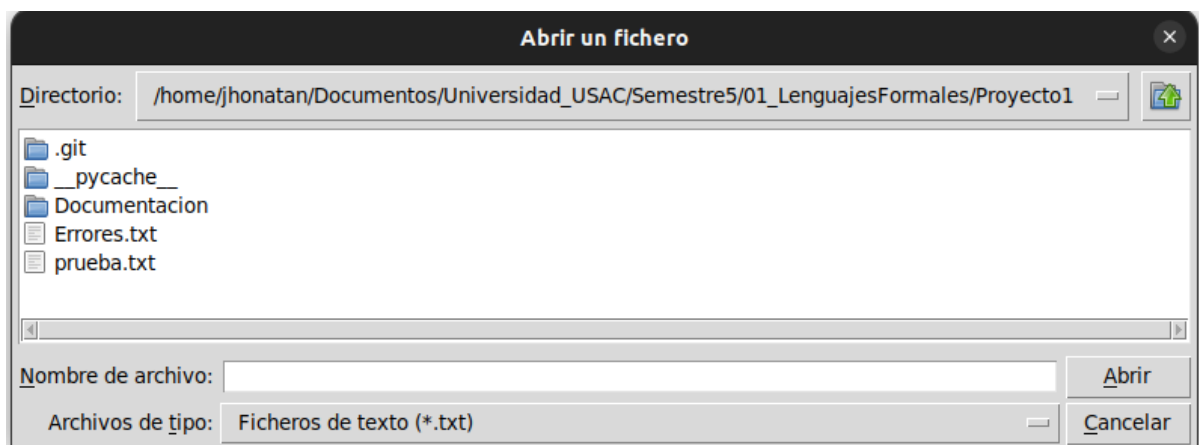 Abrir un fichero
Directorio: /home/jhonatan/Documentos/Universidad_USAC/Semestre5/01_LenguajesFormales/Proyecto1
.git
__pycache__
Documentacion
Errores.txt
prueba.txt
Nombre de archivo: Abrir
Archivos de tipo: Ficheros de texto (*.txt) Cancelar